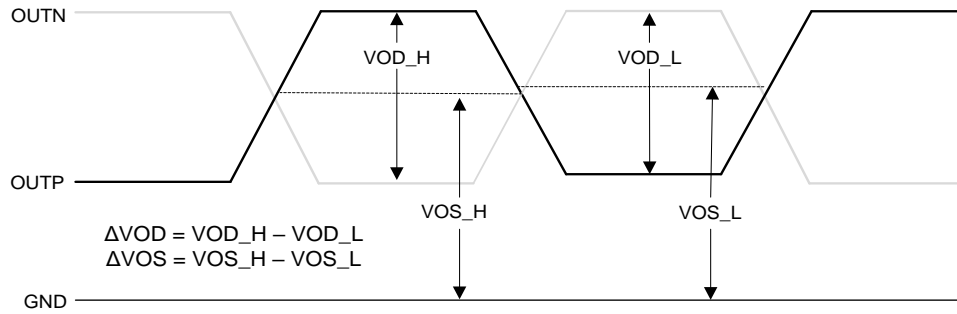 OUTN
VOD_H
VOD_L
OUTP
VOS_H
VOS_L
ΔVOD = VOD_H – VOD_L
ΔVOS = VOS_H – VOS_L
GND